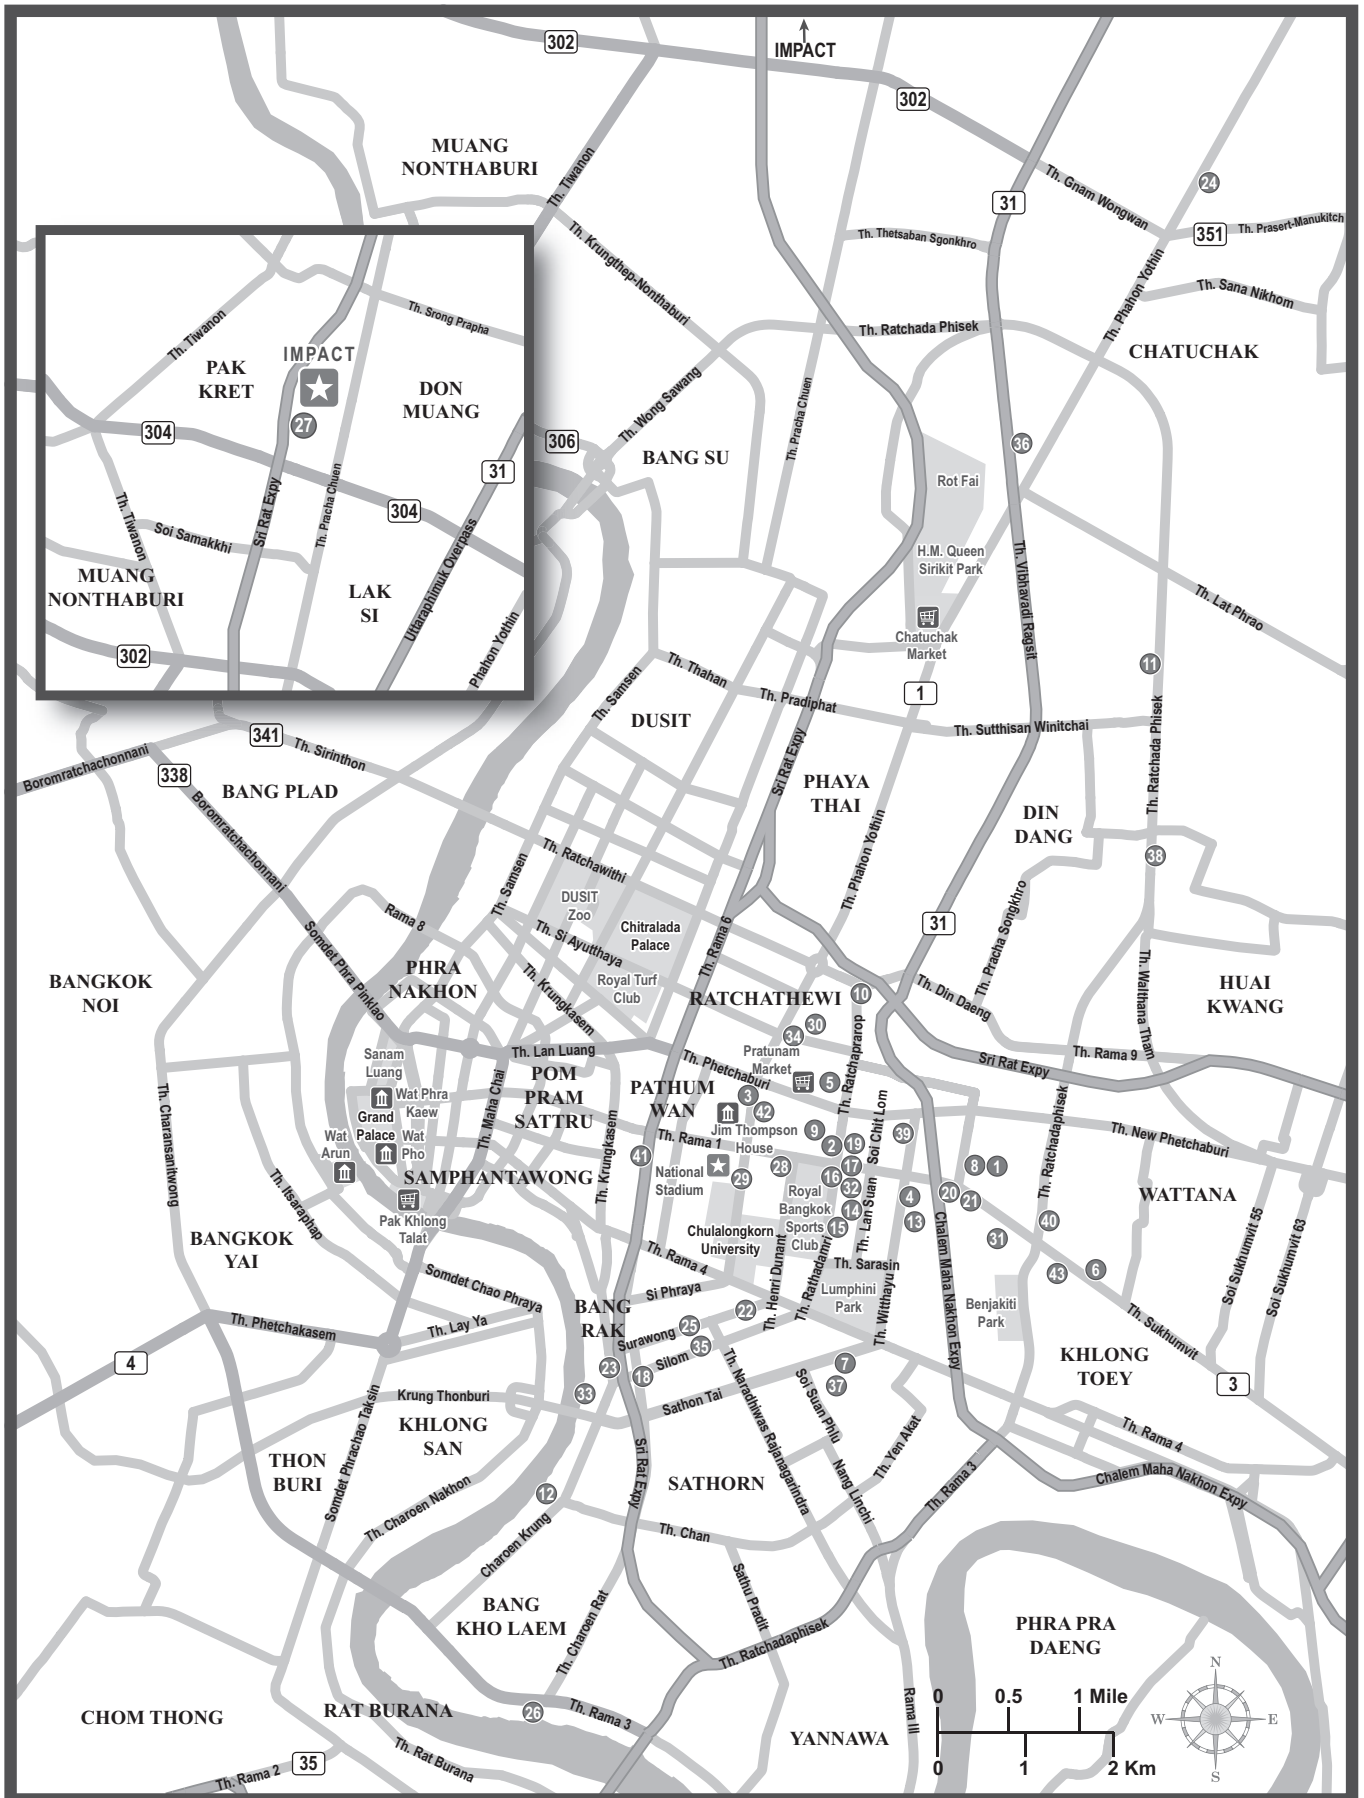 302
IMPACT
302
MUANG
NONTHABURI
Th. Tiwanon
Th. Gnam Wongwan
24
31
351
Th. Prasert-Manukitch
Th. Thetsaban Sgonkhro
Th. Krungthep-Nonthaburi
Th. Phahon Yothin
Th. Sana Nikhom
Th. Ratchada Phisek
CHATUCHAK
Th. Srong Prapha
Th. Tiwanon
IMPACT
PAK
KRET
DON
MUANG
27
304
306
31
304
Th. Tiwanon
Soi Samakkhi
Sri Rat Expy
Th. Pracha Chuen
Uttaraphimuk Overpass
MUANG
NONTHABURI
LAK
SI
302
Phahon Yothin
Th. Wong Sawang
BANG SU
Th. Pracha Chuen
36
Rot Fai
H.M. Queen
Sirikit Park
Th. Vibhavadi Ragsit
Th. Lat Phrao
Chatuchak
Market
11
1
Th. Thahan
Th. Samsen
Th. Pradiphat
DUSIT
Th. Sutthisan Winitchai
Th. Ratchada Phisek
341
Th. Sirinthon
Boromratchachonnani
338
BANG PLAD
Boromratchachonnani
Sri Rat Expy
PHAYA
THAI
DIN
DANG
Th. Phahon Yothin
38
Th. Ratchawithi
Th. Samsen
DUSIT
Zoo
Chitralada
Palace
Rama 8
Somdet Phra Pinklao
Th. Si Ayutthaya
Th. Rama 6
31
Th. Pracha Songkhro
Th. Watthana Tham
BANGKOK
NOI
PHRA
NAKHON
Th. Krungkasem
Royal Turf
Club
RATCHATHEWI
10
Th. Din Daeng
HUAI
KWANG
34
30
Th. Ratchaprarop
Sanam
Luang
Th. Lan Luang
Pratunam
Market
Sri Rat Expy
Th. Rama 9
POM
PRAM
SATTRU
Th. Phetchaburi
PATHUM
WAN
5
3
42
Wat Phra
Kaew
Grand
Palace
Th. Maha Chai
Jim Thompson
House
Th. Rama 1
9
2
19
39
Soi Chit Lom
Th. New Phetchaburi
Th. Ratchadaphisek
Wat
Arun
Wat
Pho
Th. Charansanitwong
Th. Itsaraphap
SAMPHANTAWONG
Th. Krungkasem
41
National
Stadium
29
28
17
16
32
Royal
Bangkok
Sports
Club
14
15
Th. Lan Suan
4
13
8
1
20
21
31
40
43
6
WATTANA
Pak Khlong
Talat
Chulalongkorn
University
BANGKOK
YAI
Th. Rama 4
Th. Henri Dunant
Th. Rathadamri
Th. Sarasin
Lumphini
Park
Th. Witthayu
Chalem Maha Nakhon Expy
Benjakiti
Park
Soi Sukhumvit 55
Soi Sukhumvit 63
Th. Sukhumvit
Somdet Chao Phraya
Si Phraya
BANG
RAK
22
25
Surawong
35
Silom
Th. Phetchakasem
Th. Lay Ya
4
23
18
33
7
37
KHLONG
TOEY
3
Krung Thonburi
KHLONG
SAN
Sathon Tai
Th. Naradhiwas Rajanagarindra
Soi Suan Phlu
Th. Yen Akat
Nang Linchi
Th. Rama 4
THON
BURI
Somdet Phrachao Taksin
Sri Rat Expy
SATHORN
Th. Rama 3
Chalem Maha Nakhon Expy
12
Th. Charoen Nakhon
Charoen Krung
Th. Chan
Sathu Pradit
BANG
KHO LAEM
Th. Charoen Rat
Th. Ratchadaphisek
PHRA PRA
DAENG
CHOM THONG
RAT BURANA
26
Th. Rama 3
Th. Rat Burana
YANNAWA
Rama III
35
Th. Rama 2
0 0.5 1 Mile
0 1 2 Km
N
W E
S